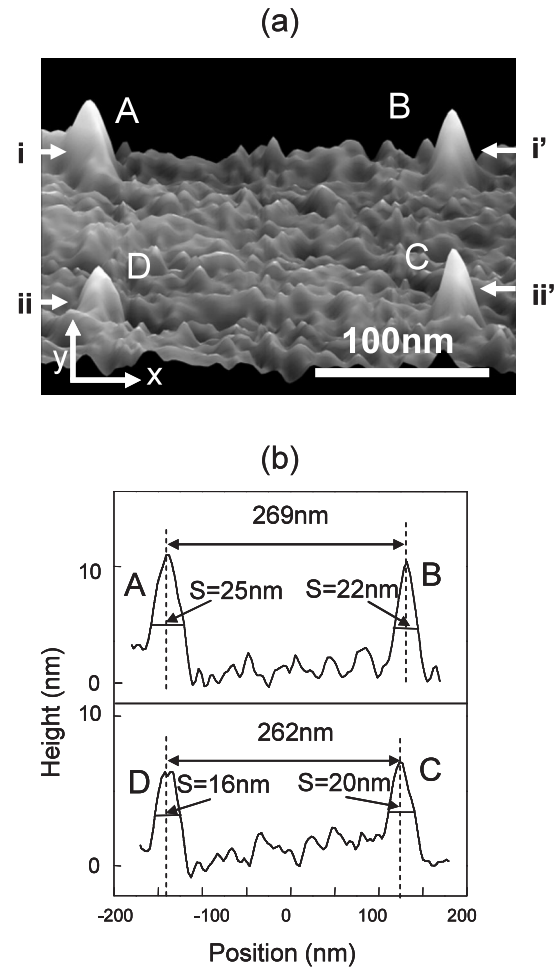 (a)
A
B
i
i'
D
C
ii
ii'
y
x
100nm
(b)
269nm
10
A
B
S=25nm
S=22nm
0
Height (nm)
10
262nm
D
C
S=16nm
S=20nm
0
-200 -100 0 100 200
Position (nm)